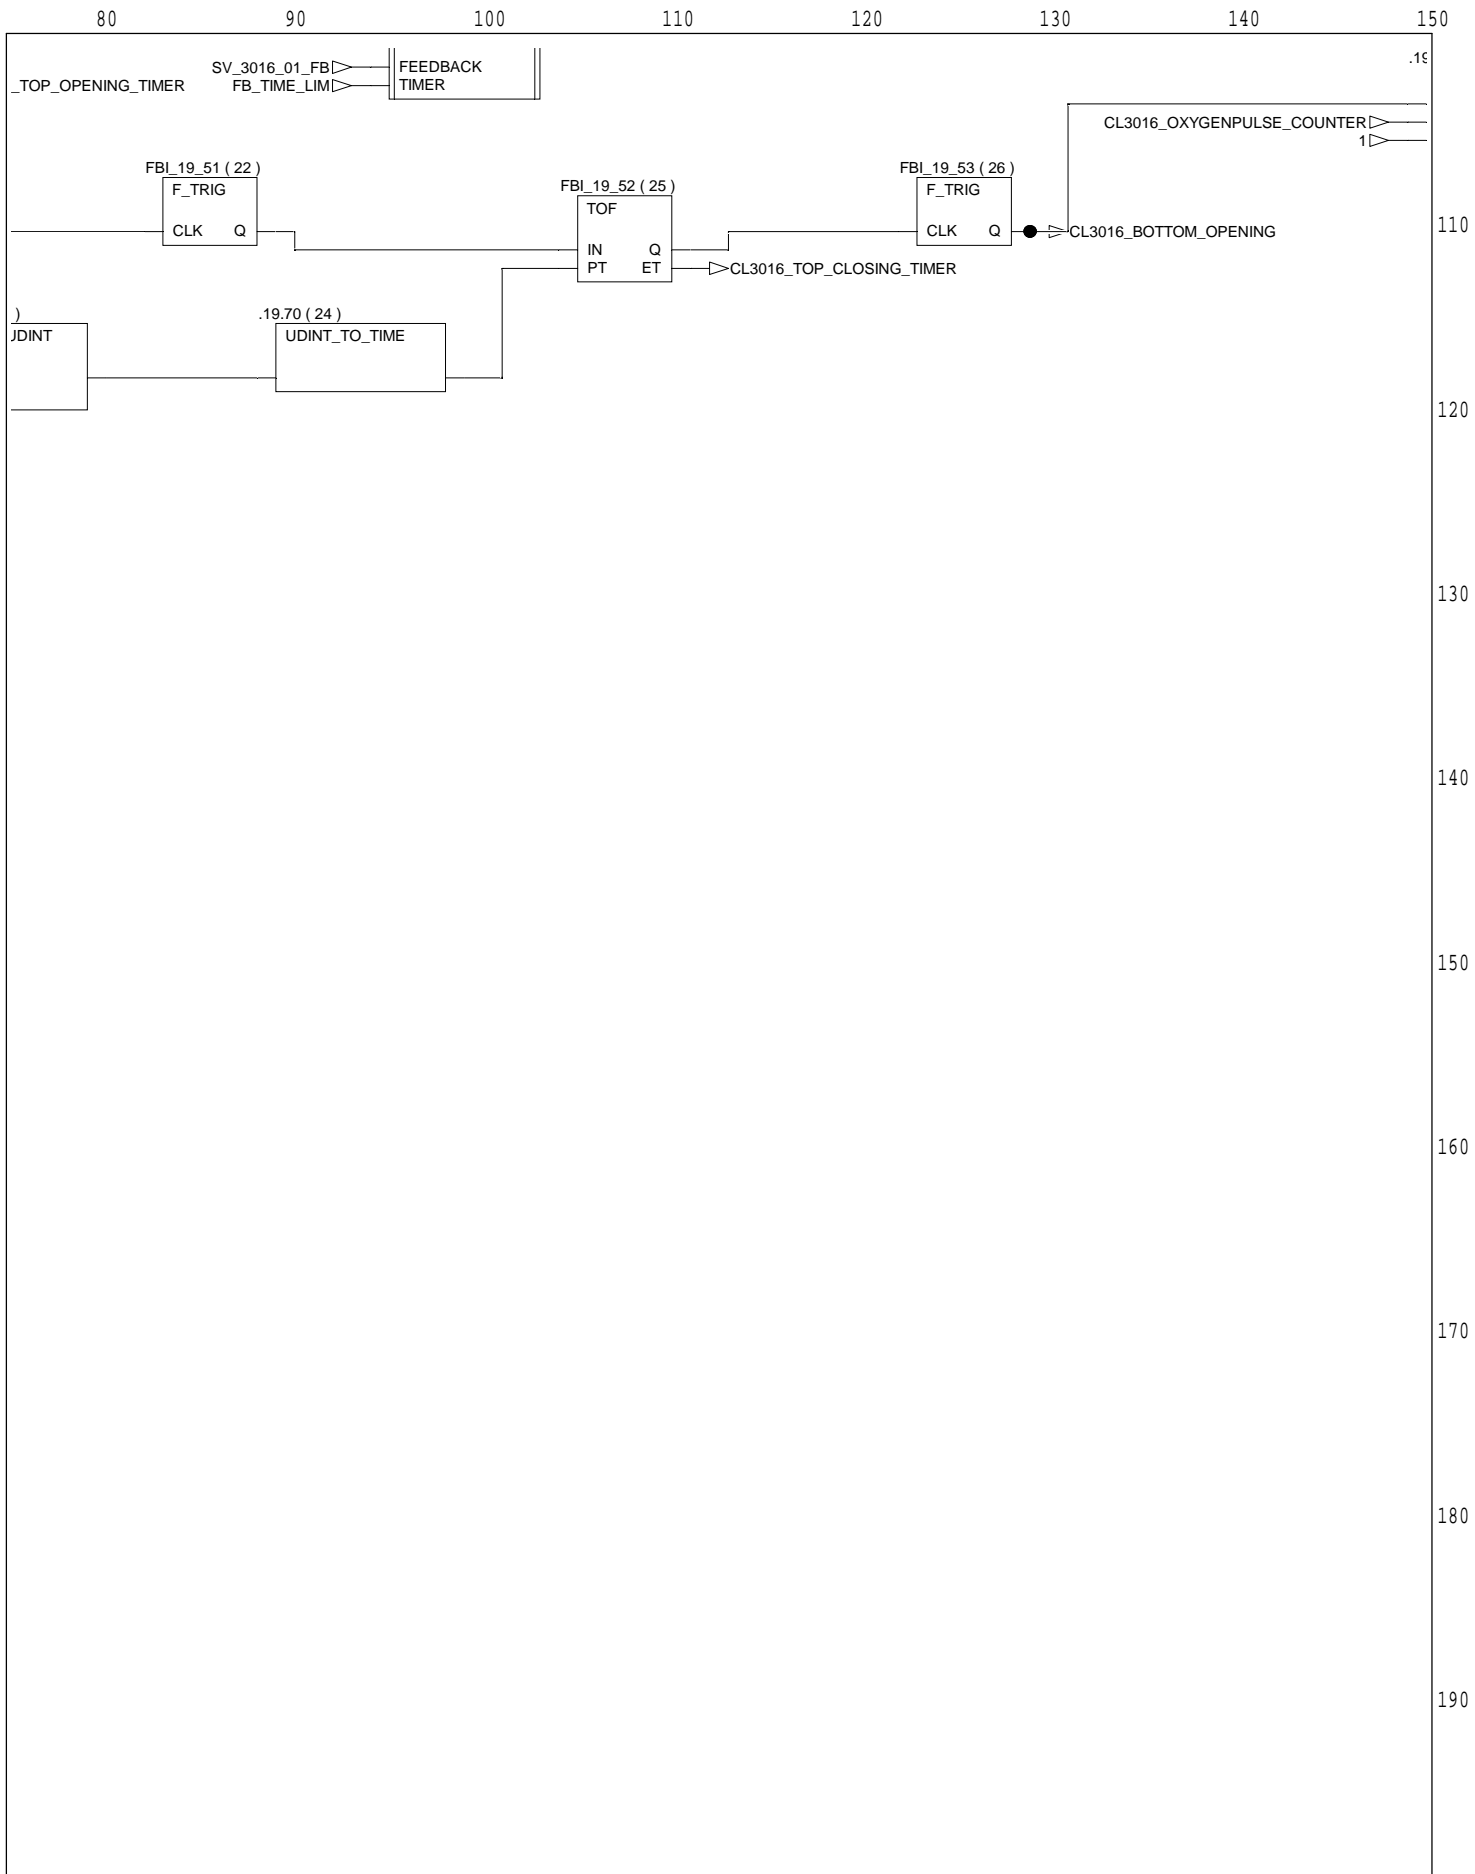 80 90 100 110 120 130 140 150
SV_3016_01_FB FEEDBACK .19
_TOP_OPENING_TIMER FB_TIME_LIM TIMER
CL3016_OXYGENPULSE_COUNTER
1
FBI_19_51 ( 22 ) FBI_19_52 ( 25 ) FBI_19_53 ( 26 )
F_TRIG TOF F_TRIG
CLK Q CLK Q CL3016_BOTTOM_OPENING 110
IN Q
PT ET CL3016_TOP_CLOSING_TIMER
) .19.70 ( 24 )
JDINT UDINT_TO_TIME
120
130
140
150
160
170
180
190